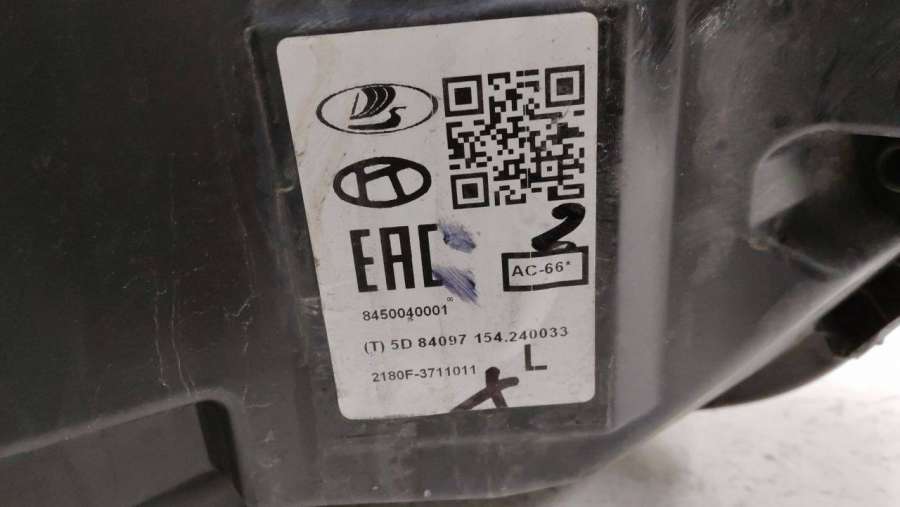 EAC
2
AC-66*
8450040001
(T) 5D 84097 154.240033
L
2180F-3711011